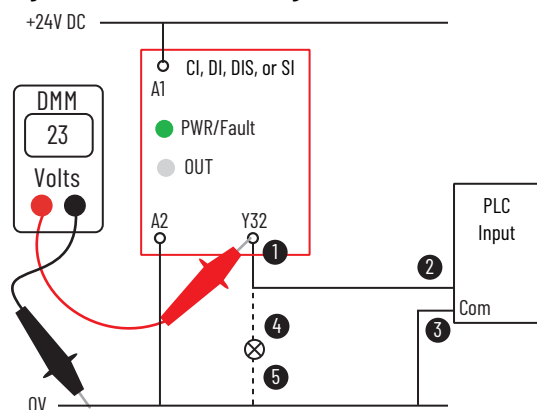 +24V DC
CI, DI, DIS, or SI
A1
DMM
23
Volts
PWR/Fault
OUT
A2
Y32
PLC
Input
1
2
Com
3
4
5
0V